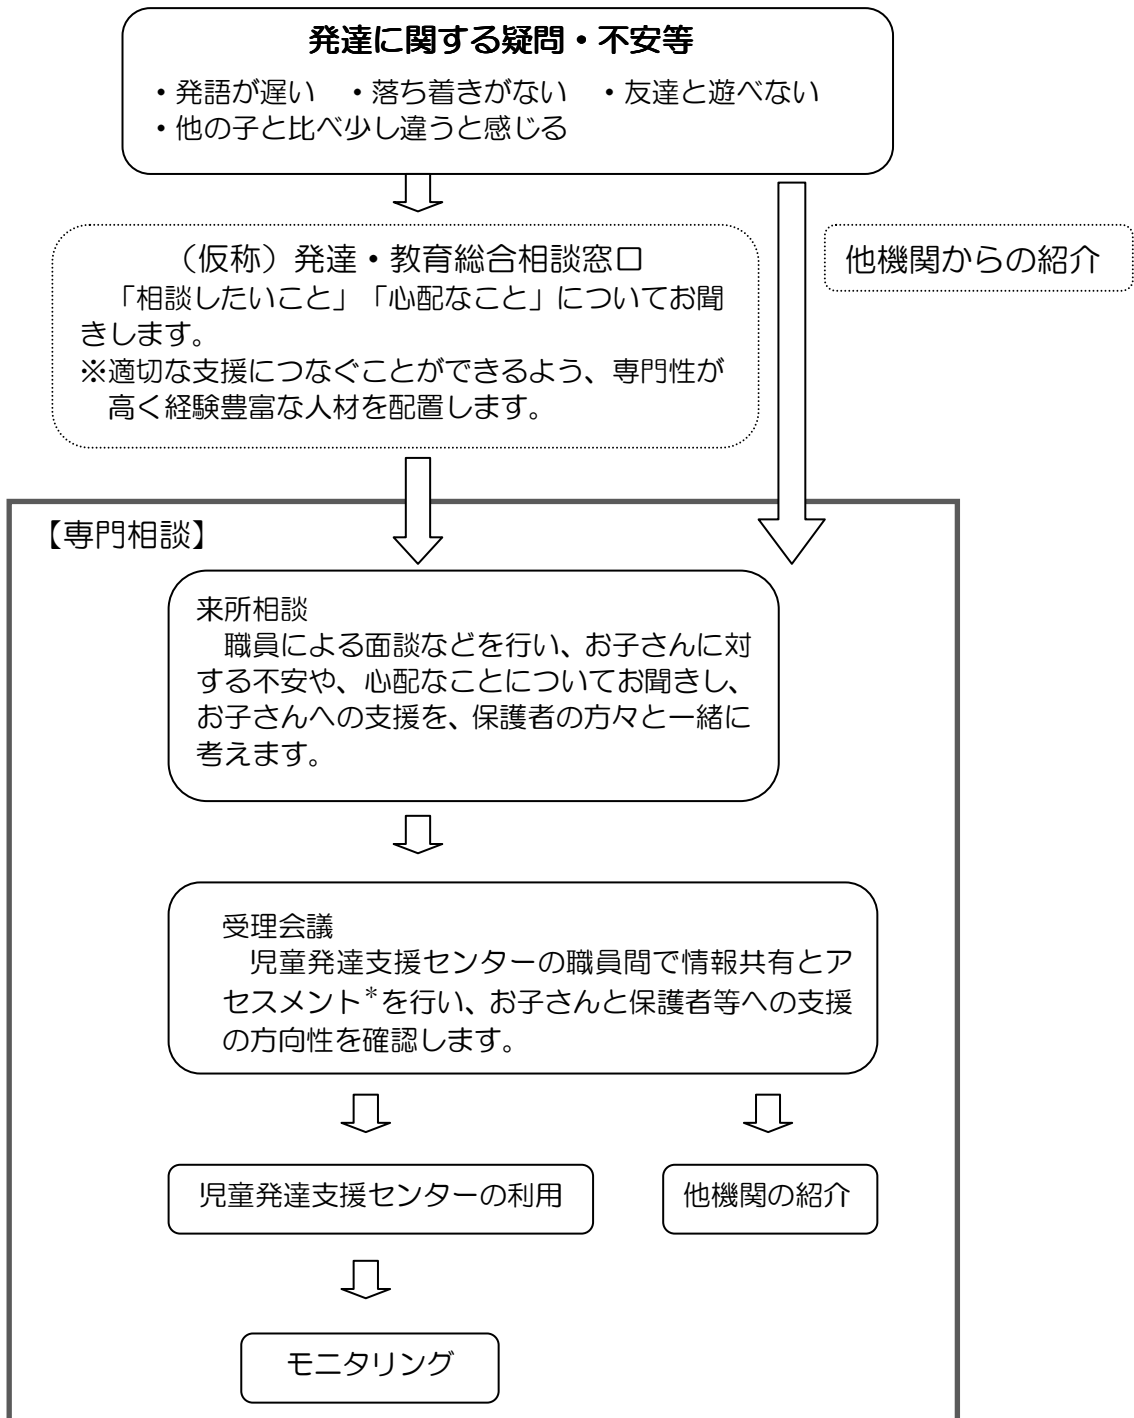 発達に関する疑問・不安等
・発語が遅い　・落ち着きがない　・友達と遊べない
・他の子と比べ少し違うと感じる
（仮称）発達・教育総合相談窓口
「相談したいこと」「心配なこと」についてお聞
きします。
※適切な支援につなぐことができるよう、専門性が
高く経験豊富な人材を配置します。
他機関からの紹介
【専門相談】
来所相談
職員による面談などを行い、お子さんに対
する不安や、心配なことについてお聞きし、
お子さんへの支援を、保護者の方々と一緒に
考えます。
受理会議
児童発達支援センターの職員間で情報共有とア
セスメント*を行い、お子さんと保護者等への支援
の方向性を確認します。
児童発達支援センターの利用
他機関の紹介
モニタリング